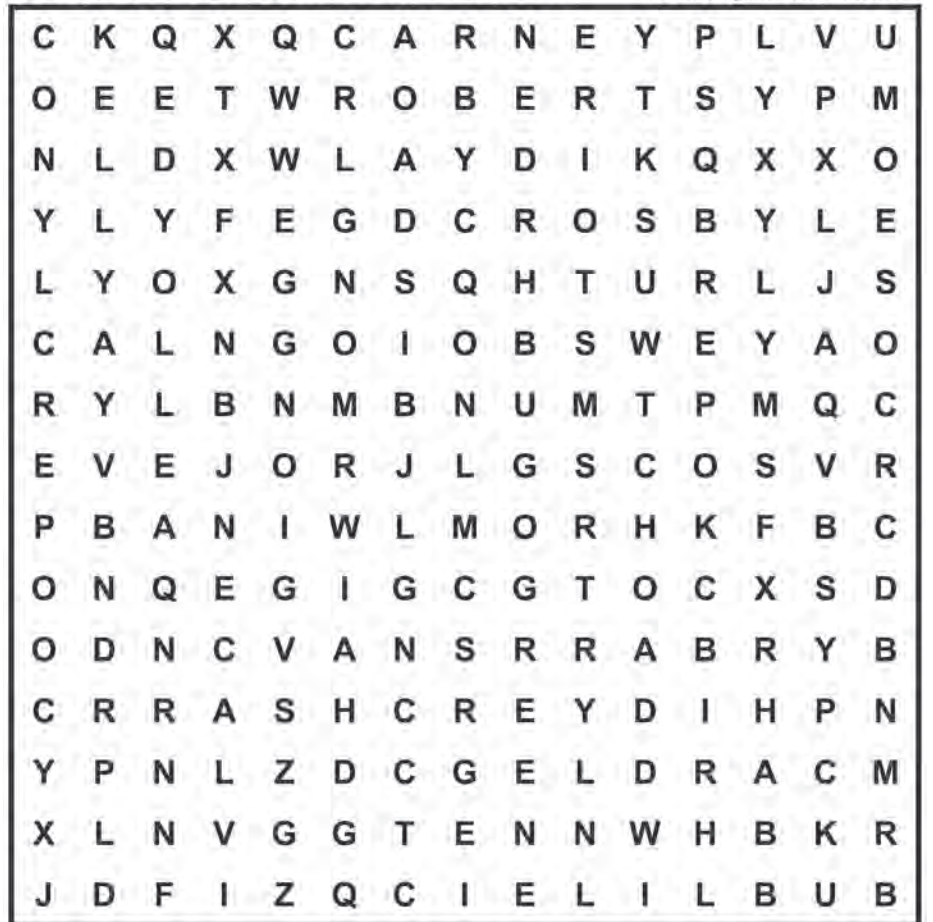 C K Q X Q C A R N E Y P L V U
O E E T W R O B E R T S Y P M
N L D X W L A Y D I K Q X X O
Y L Y F E G D C R O S B Y L E
L Y O X G N S Q H T U R L J S
C A L N G O I O B S W E Y A O
R Y L B N M B N U M T P M Q C
E V E J O R J L G S C O S V R
P B A N I W L M O R H K F B C
O N Q E G I G C G T O C X S D
O D N C V A N S R R A B R Y B
C R R A S H C R E Y D I H P N
Y P N L Z D C G E L D R A C M
X L N V G G T E N N W H B K R
J D F I Z Q C I E L I L B U B